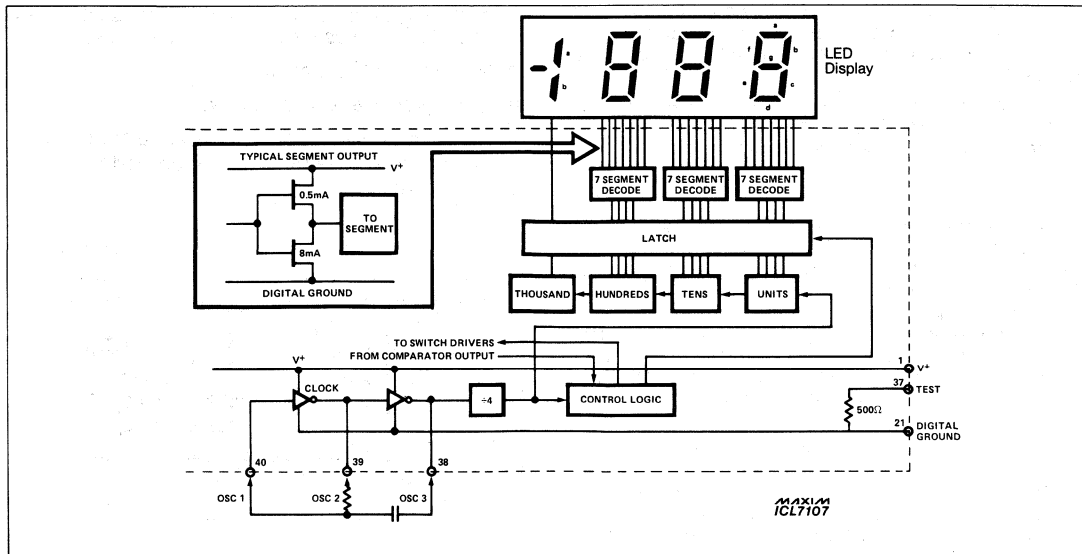 a
f b
g
a
b
e c
d
LED
Display
TYPICAL SEGMENT OUTPUT
V+
0.5mA
TO
SEGMENT
8mA
DIGITAL GROUND
7 SEGMENT
DECODE
7 SEGMENT
DECODE
7 SEGMENT
DECODE
LATCH
THOUSAND
HUNDREDS
TENS
UNITS
TO SWITCH DRIVERS
FROM COMPARATOR OUTPUT
V+
1
V+
CLOCK
÷4
CONTROL LOGIC
37
TEST
500Ω
21
DIGITAL
GROUND
40
39
38
OSC 1
OSC 2
OSC 3
MAXIM
ICL7107